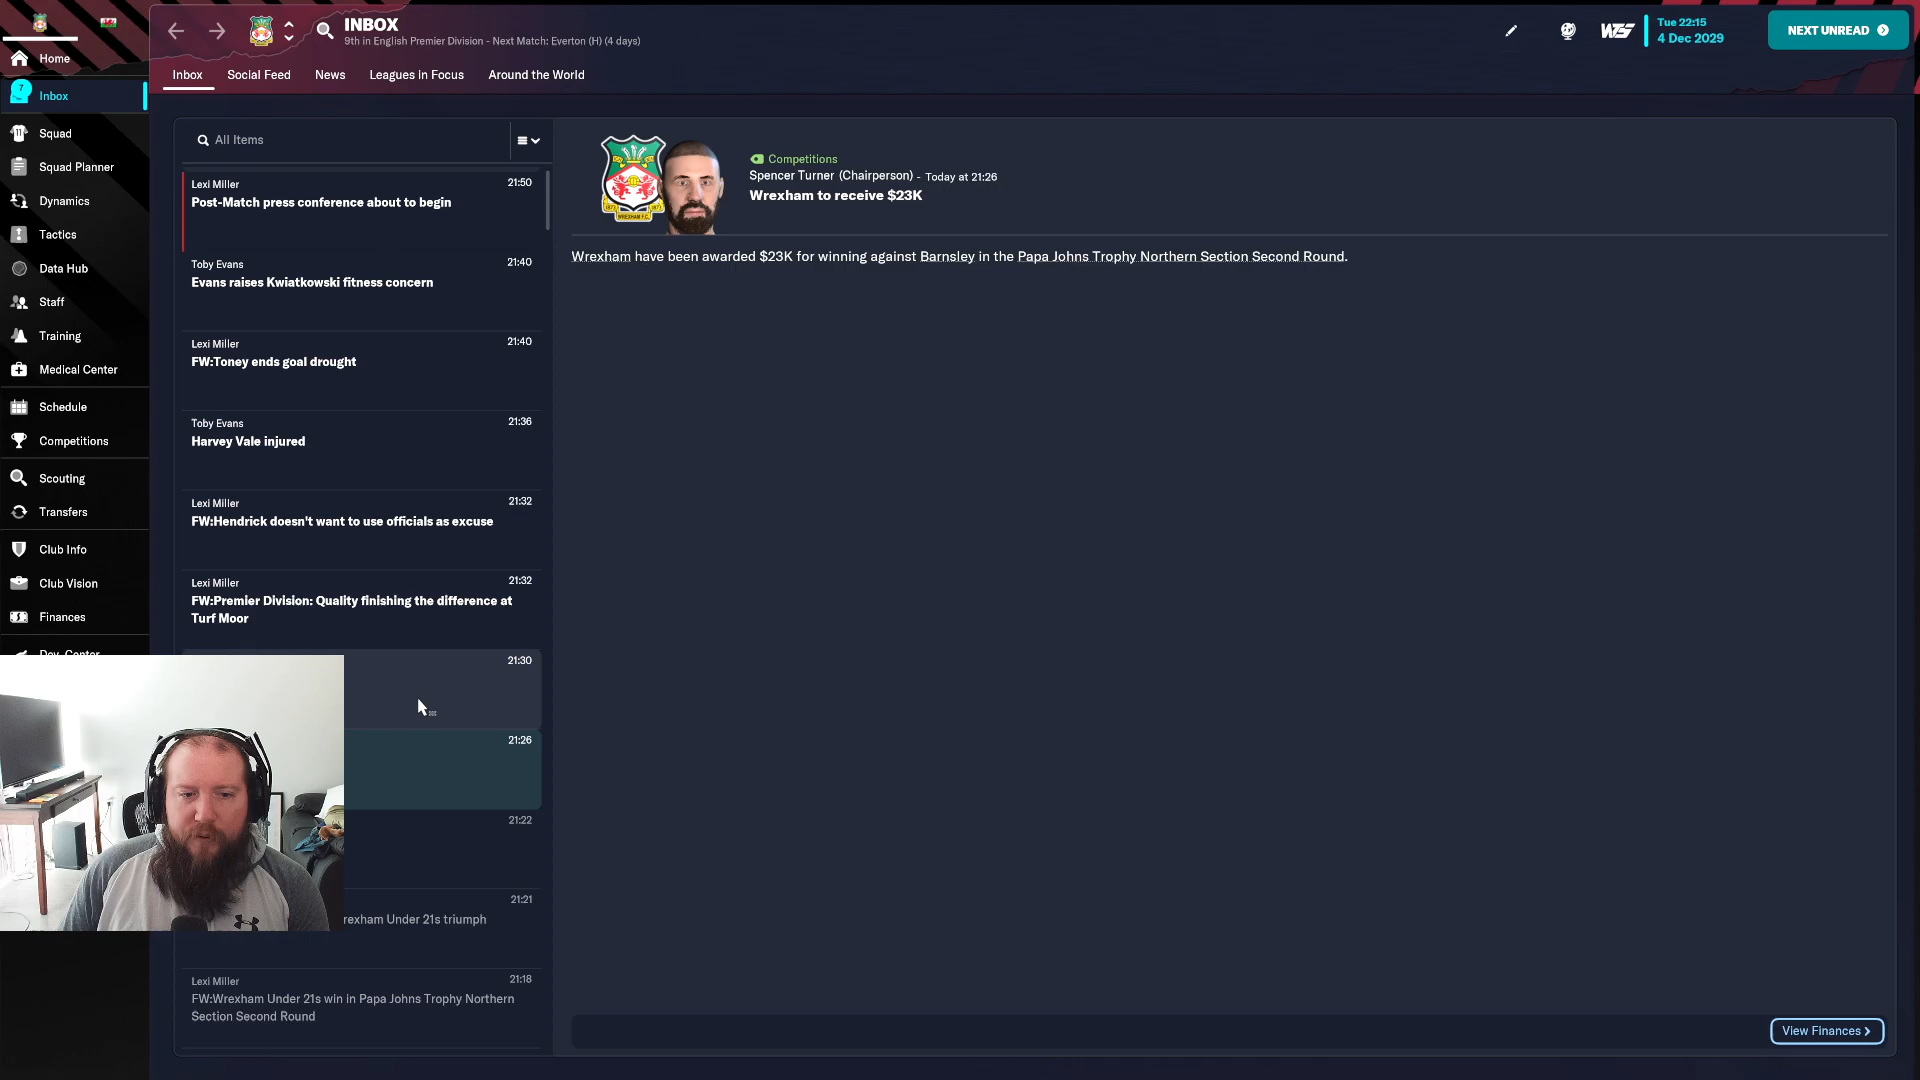 INBOX
9th in English Premier Division - Next Match: Everton (H) (4 days)
Tue 22:15
4 Dec 2029
NEXT UNREAD
Inbox
Social Feed
News
Leagues in Focus
Around the World
Home
7
Inbox
Squad
Squad Planner
Dynamics
Tactics
Data Hub
Staff
Training
Medical Center
Schedule
Competitions
Scouting
Transfers
Club Info
Club Vision
Finances
Dev. Center
All Items
Lexi Miller
21:50
Post-Match press conference about to begin
Toby Evans
21:40
Evans raises Kwiatkowski fitness concern
Lexi Miller
21:40
FW:Toney ends goal drought
Toby Evans
21:36
Harvey Vale injured
Lexi Miller
21:32
FW:Hendrick doesn't want to use officials as excuse
Lexi Miller
21:32
FW:Premier Division: Quality finishing the difference at
Turf Moor
21:30
21:26
21:22
21:21
rexham Under 21s triumph
Lexi Miller
21:18
FW:Wrexham Under 21s win in Papa Johns Trophy Northern
Section Second Round
WREXHAM F.C.
Competitions
Spencer Turner (Chairperson) - Today at 21:26
Wrexham to receive $23K
Wrexham have been awarded $23K for winning against Barnsley in the Papa Johns Trophy Northern Section Second Round.
View Finances